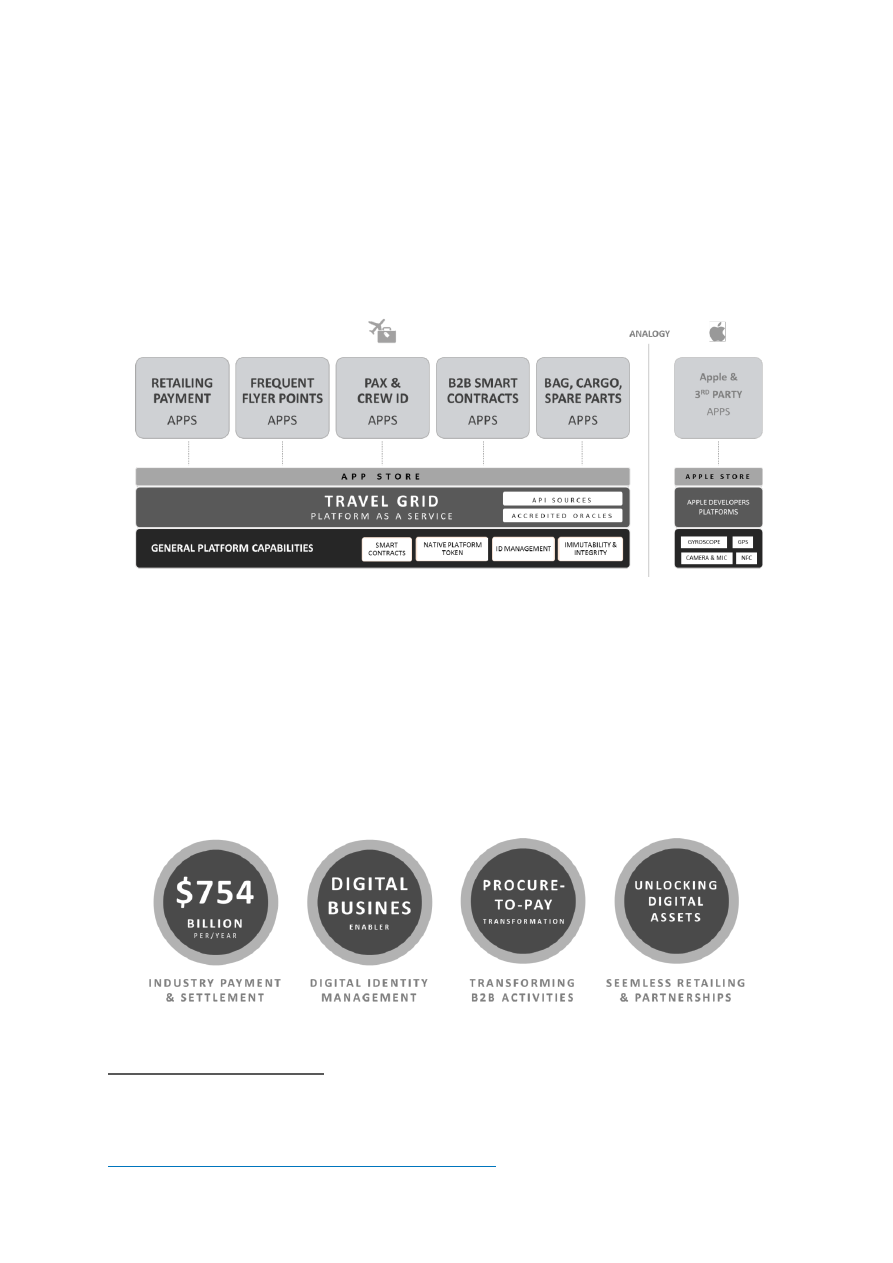 ANALOGY
RETAILING
PAYMENT
APPS
FREQUENT
FLYER POINTS
APPS
PAX &
CREW ID
APPS
B2B SMART
CONTRACTS
APPS
BAG, CARGO,
SPARE PARTS
APPS
Apple &
3RD PARTY
APPS
APP STORE
TRAVEL GRID
PLATFORM AS A SERVICE
API SOURCES
ACCREDITED ORACLES
GENERAL PLATFORM CAPABILITIES
SMART
CONTRACTS
NATIVE PLATFORM
TOKEN
ID MANAGEMENT
IMMUTABILITY &
INTEGRITY
APPLE STORE
APPLE DEVELOPERS
PLATFORMS
GYROSCOPE
GPS
CAMERA & MIC
NFC
$754
BILLION
PER/YEAR
INDUSTRY PAYMENT
& SETTLEMENT
DIGITAL
BUSINES
ENABLER
DIGITAL IDENTITY
MANAGEMENT
PROCURE-
TO-PAY
TRANSFORMATION
TRANSFORMING
B2B ACTIVITIES
UNLOCKING
DIGITAL
ASSETS
SEEMLESS RETAILING
& PARTNERSHIPS